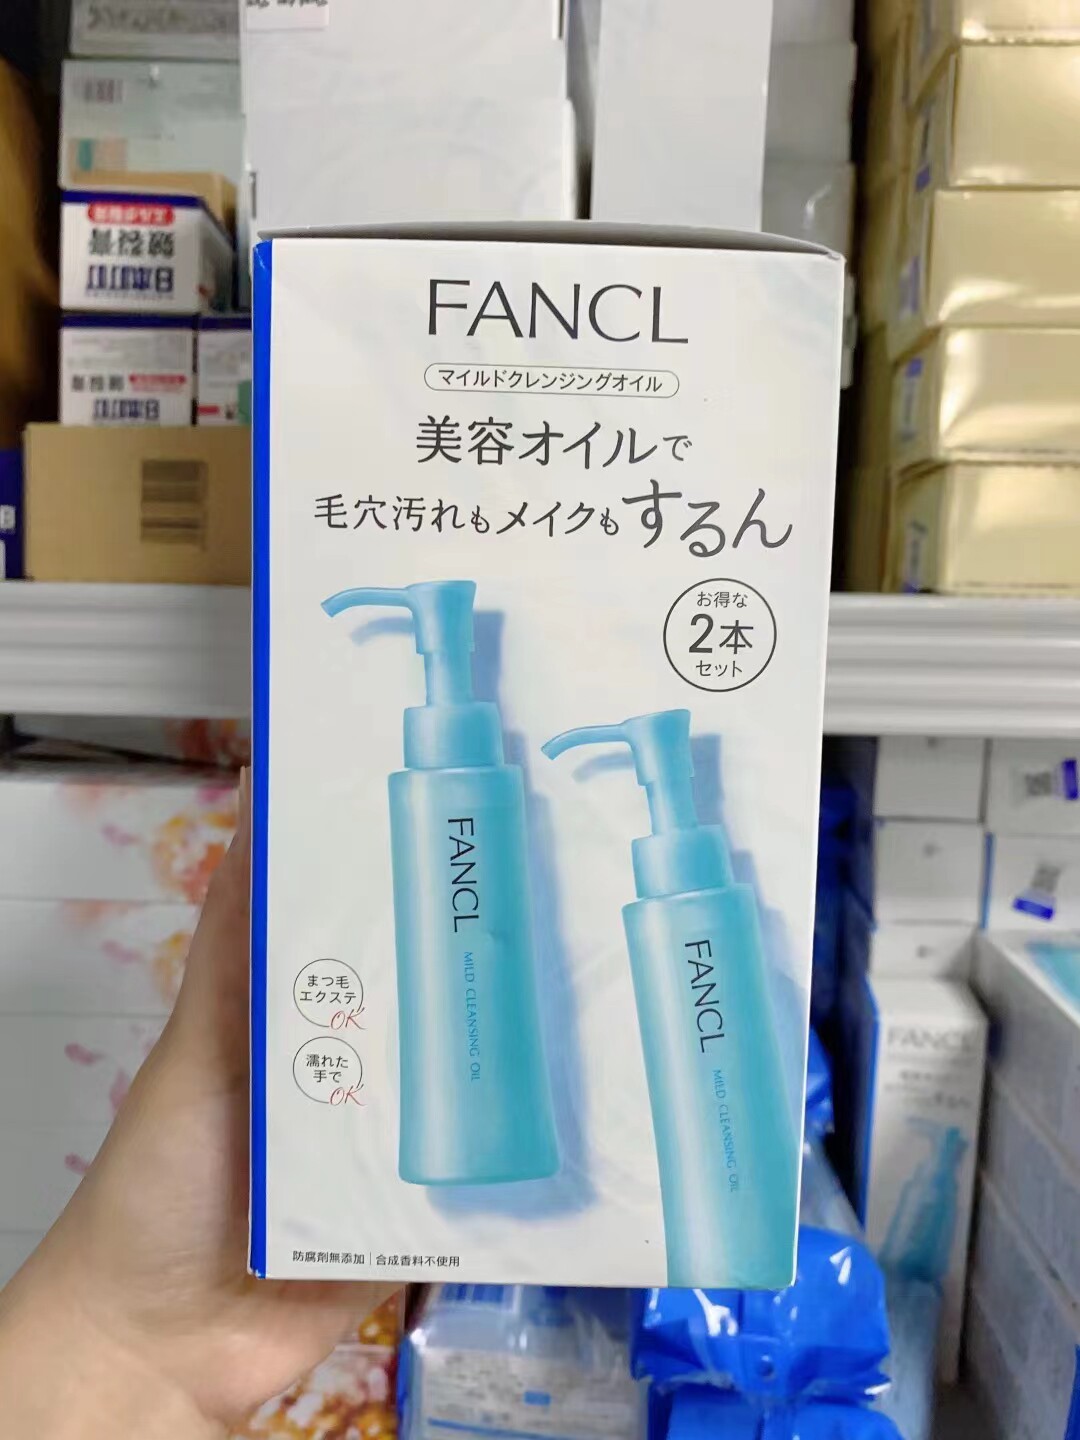 FANCL
マイルドクレンジングオイル
美容オイルで
毛穴汚れもメイクもするん
お得な
2本
セット
FANCL
MILD CLEANSING OIL
FANCL
MILD CLEANSING OIL
まつ毛
エクステ
OK
濡れた
手で
OK
防腐剤無添加 | 合成香料不使用
FANCL